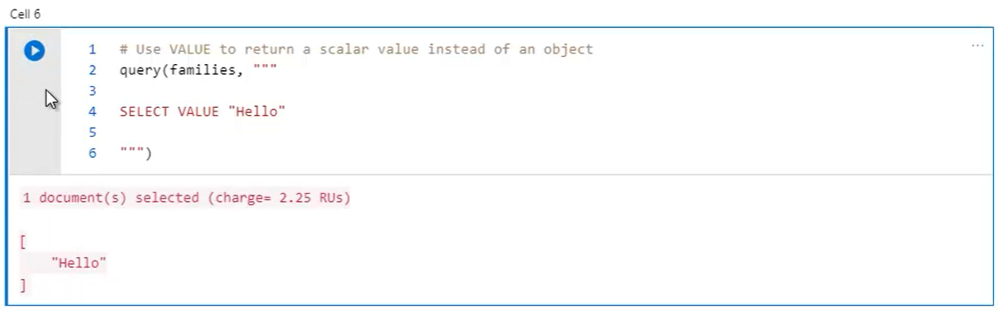 Cell 6
1 # Use VALUE to return a scalar value instead of an object
2 query(families, """
3
4 SELECT VALUE "Hello"
5
6 """)
1 document(s) selected (charge= 2.25 RUs)
[
"Hello"
]